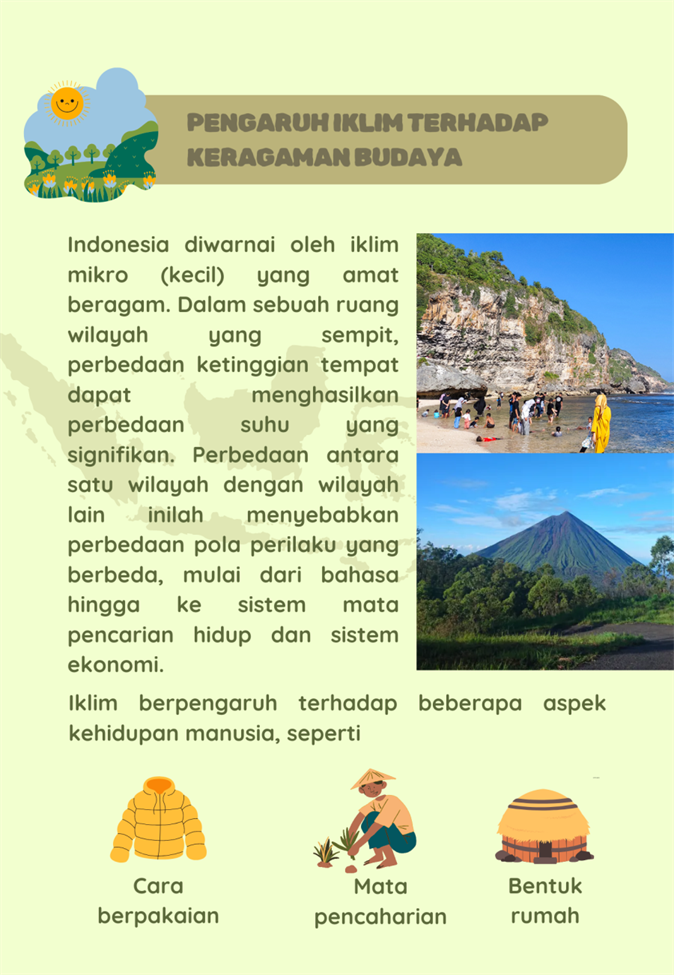 PENGARUH IKLIM TERHADAP
KERAGAMAN BUDAYA
Indonesia diwarnai oleh iklim
mikro (kecil) yang amat
beragam. Dalam sebuah ruang
wilayah yang sempit,
perbedaan ketinggian tempat
dapat menghasilkan
perbedaan suhu yang
signifikan. Perbedaan antara
satu wilayah dengan wilayah
lain inilah menyebabkan
perbedaan pola perilaku yang
berbeda, mulai dari bahasa
hingga ke sistem mata
pencarian hidup dan sistem
ekonomi.
Iklim berpengaruh terhadap beberapa aspek
kehidupan manusia, seperti
Cara
berpakaian
Mata
pencaharian
Bentuk
rumah